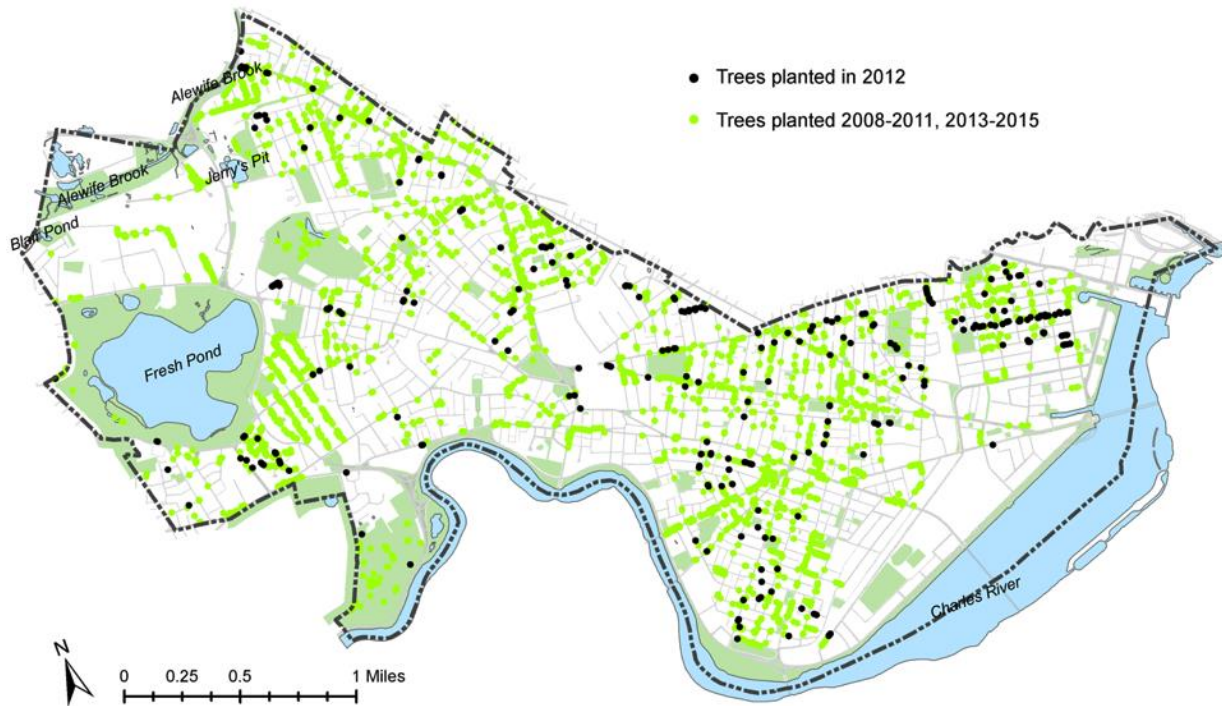 Trees planted in 2012
Trees planted 2008-2011, 2013-2015
Alewife Brook
Jerry's Pit
Alewife Brook
Blair Pond
Fresh Pond
Charles River
N
0 0.25 0.5 1 Miles